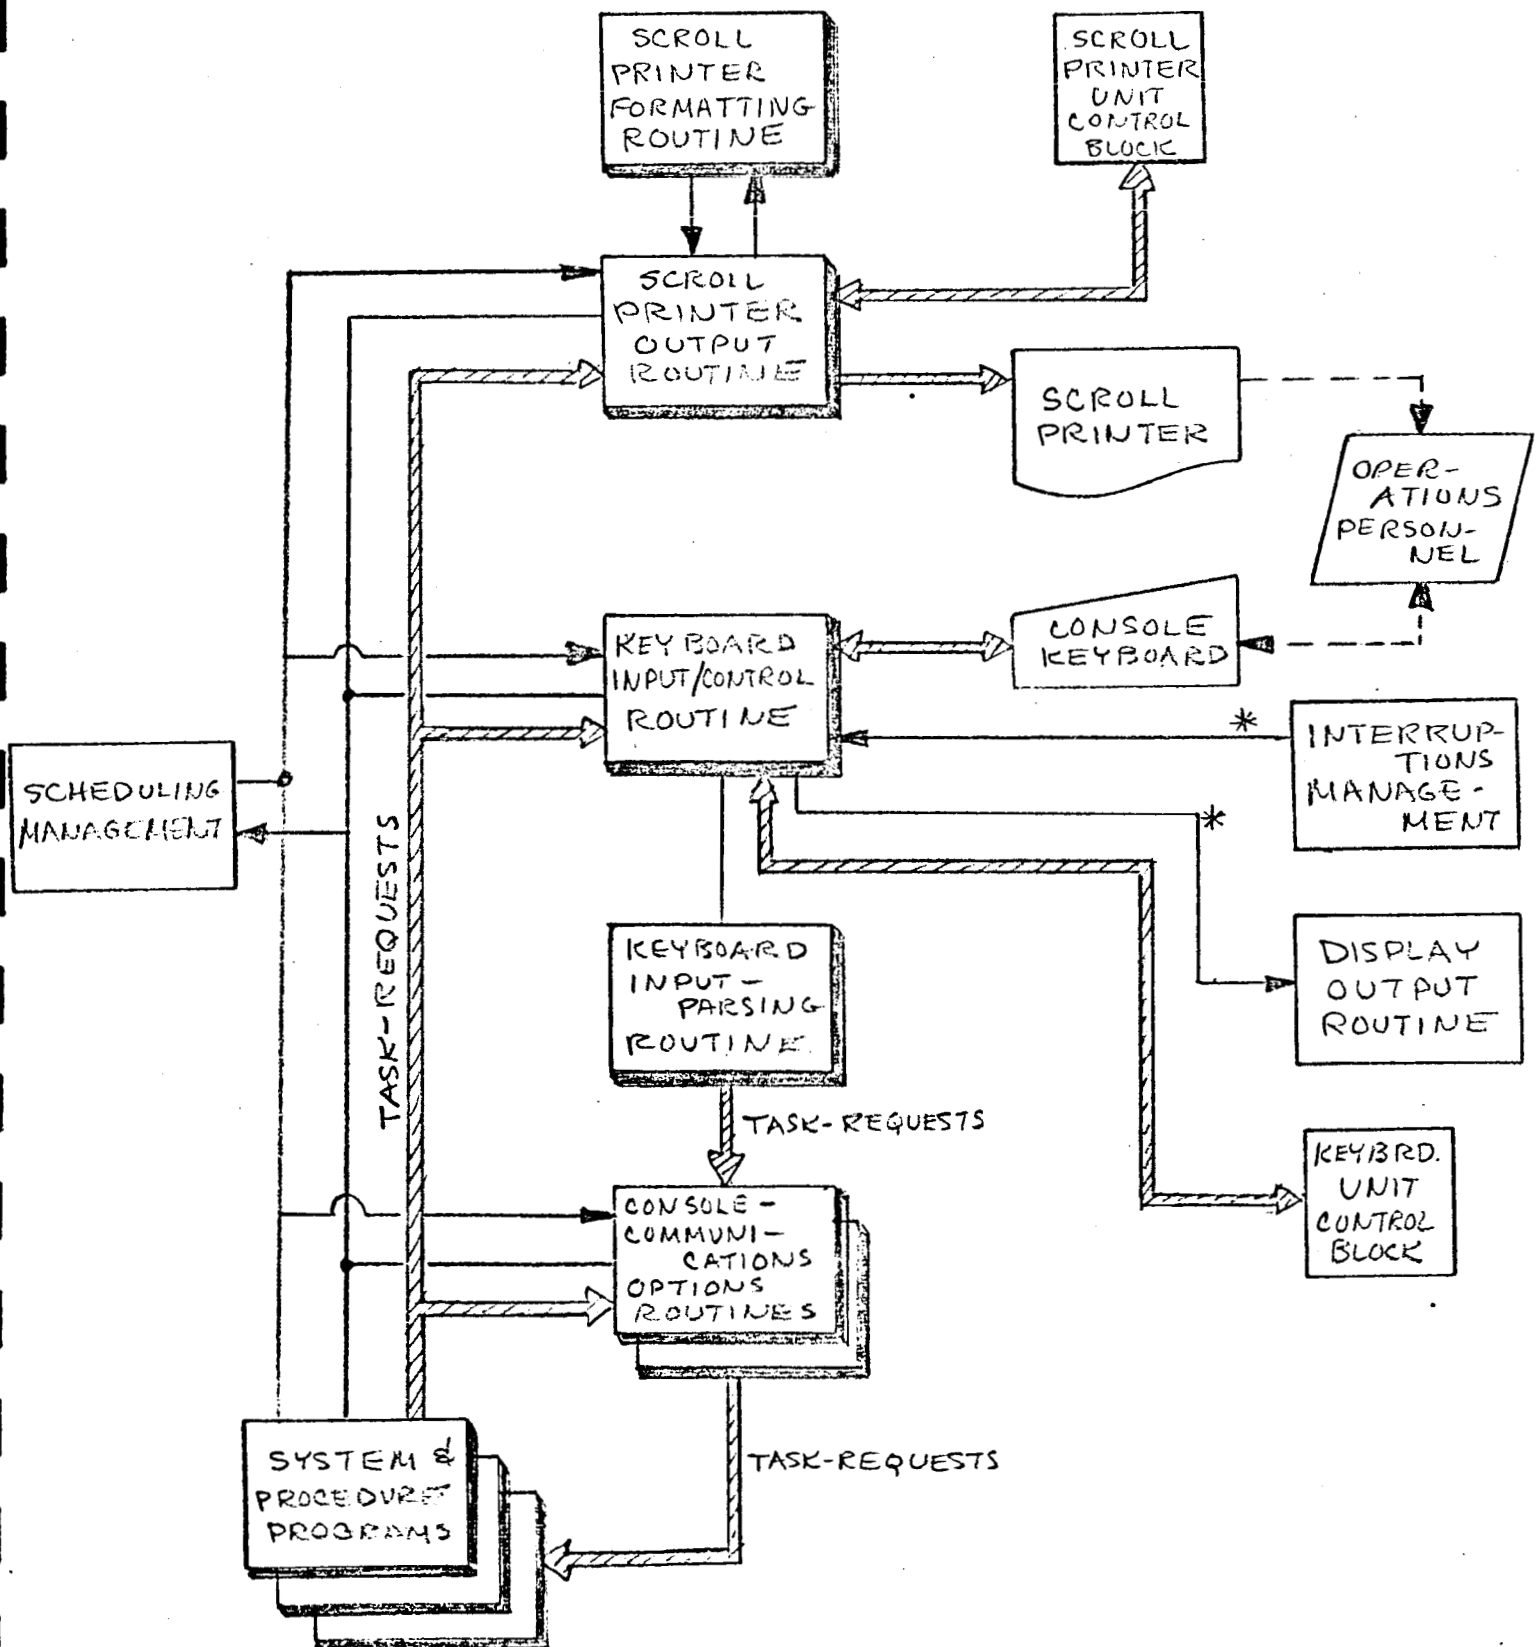 SCROLL
PRINTER
FORMATTING
ROUTINE
SCROLL
PRINTER
UNIT
CONTROL
BLOCK
SCROLL
PRINTER
OUTPUT
ROUTINE
SCROLL
PRINTER
OPER-
ATIONS
PERSON-
NEL
KEYBOARD
INPUT/CONTROL
ROUTINE
CONSOLE
KEYBOARD
*
INTERRUP-
TIONS
MANAGE-
MENT
SCHEDULING
MANAGEMENT
TASK-REQUESTS
*
KEYBOARD
INPUT-
PARSING
ROUTINE
DISPLAY
OUTPUT
ROUTINE
TASK-REQUESTS
KEYBRD.
UNIT
CONTROL
BLOCK
CONSOLE-
COMMUNI-
CATIONS
OPTIONS
ROUTINES
TASK-REQUESTS
SYSTEM &
PROCEDURE
PROGRAMS